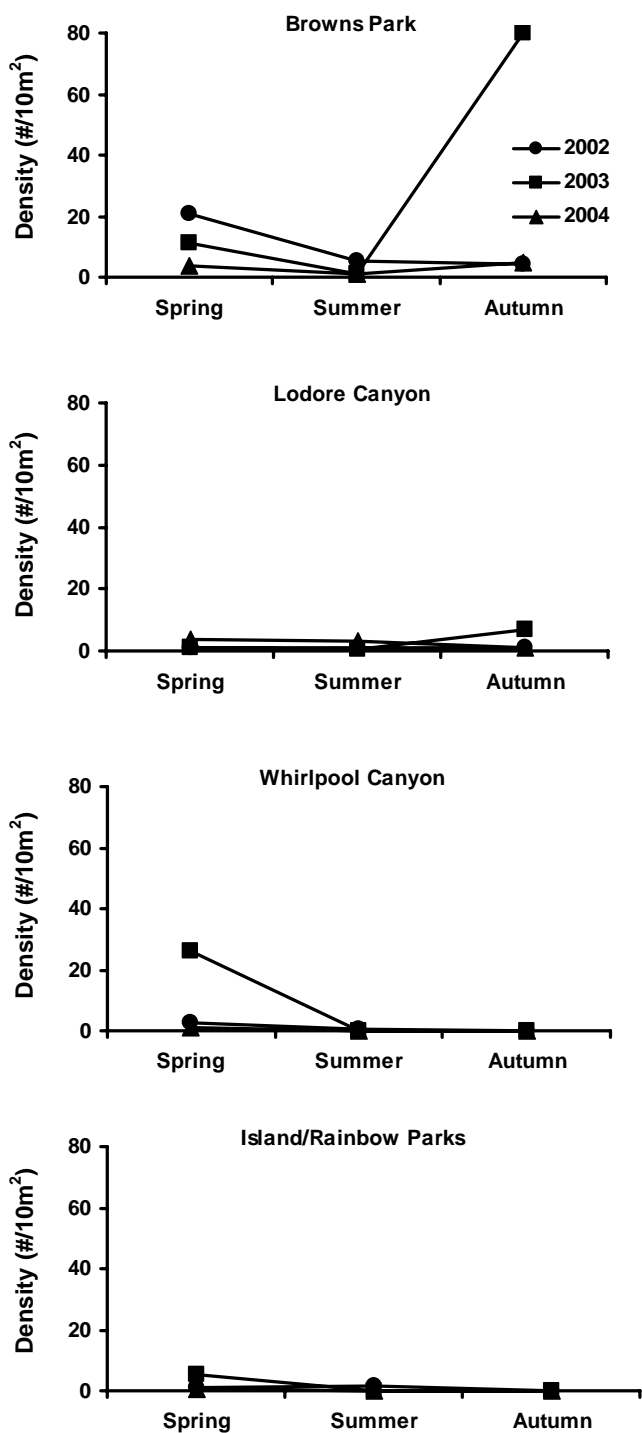 Browns Park
Density (#/10m²)
80
60
40
20
0
2002
2003
2004
Spring Summer Autumn
Lodore Canyon
Density (#/10m²)
80
60
40
20
0
Spring Summer Autumn
Whirlpool Canyon
Density (#/10m²)
80
60
40
20
0
Spring Summer Autumn
Island/Rainbow Parks
Density (#/10m²)
80
60
40
20
0
Spring Summer Autumn